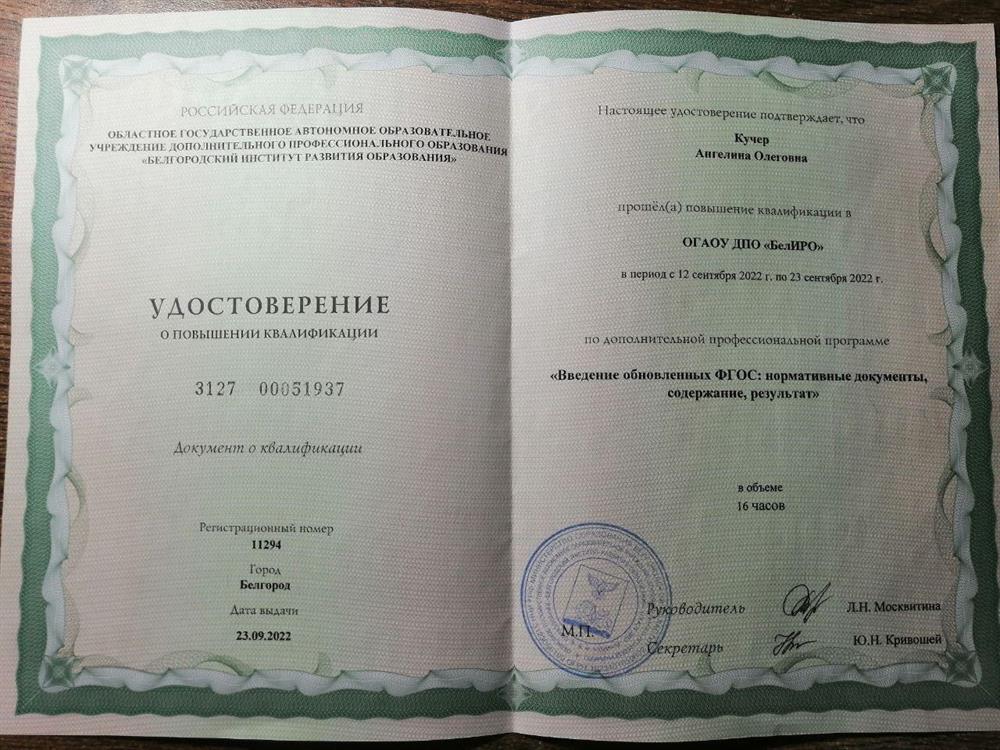 РОССИЙСКАЯ ФЕДЕРАЦИЯ
ОБЛАСТНОЕ ГОСУДАРСТВЕННОЕ АВТОНОМНОЕ ОБРАЗОВАТЕЛЬНОЕ
УЧРЕЖДЕНИЕ ДОПОЛНИТЕЛЬНОГО ПРОФЕССИОНАЛЬНОГО ОБРАЗОВАНИЯ
«БЕЛГОРОДСКИЙ ИНСТИТУТ РАЗВИТИЯ ОБРАЗОВАНИЯ»
УДОСТОВЕРЕНИЕ
О ПОВЫШЕНИИ КВАЛИФИКАЦИИ
3127 00051937
Документ о квалификации
Регистрационный номер
11294
Город
Белгород
Дата выдачи
23.09.2022
Настоящее удостоверение подтверждает, что
Кучер
Ангелина Олеговна
прошёл(а) повышение квалификации в
ОГАОУ ДПО «БелИРО»
в период с 12 сентября 2022 г. по 23 сентября 2022 г.
по дополнительной профессиональной программе
«Введение обновленных ФГОС: нормативные документы,
содержание, результат»
в объеме
16 часов
Руководитель
Л.Н. Москвитина
М.П.
Секретарь
Ю.Н. Кривошей